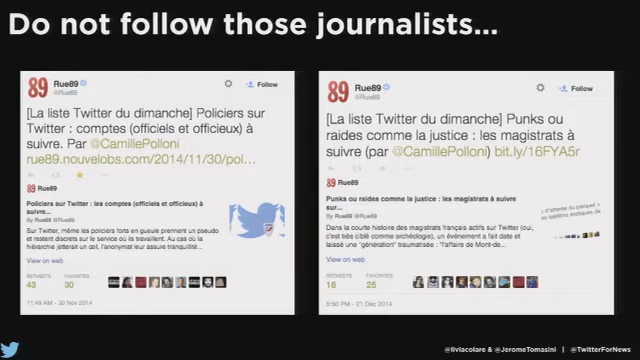 Do not follow those journalists...
89 Rue89
@Rue89
Follow
[La liste Twitter du dimanche] Policiers sur
Twitter : comptes (officiels et officieux) à
suivre. Par @CamillePolloni
rue89.nouvelobs.com/2014/11/30/pol...
89 Rue89
Policiers sur Twitter : les comptes (officiels et officieux) à
suivre...
By Rue89 @Rue89
Sur Twitter, même les policiers forts en gueule prennent un pseudo
et restent discrets sur le service où ils travaillent. Au cas où la
hiérarchie jetterait un œil, l'anonymat leur assure tranquillité...
View on web
RETWEETS FAVORITES
43 30
11:49 AM - 30 Nov 2014
89 Rue89
@Rue89
Follow
[La liste Twitter du dimanche] Punks ou
raides comme la justice : les magistrats à
suivre (par @CamillePolloni) bit.ly/16FYA5r
89 Rue89
Punks ou raides comme la justice : les magistrats à suivre
sur...
By Rue89 @Rue89
Dans la courte histoire des magistrats français actifs sur Twitter (oui,
c'est très ciblé comme archéologie), un événement a fait date et
laissé une "génération" traumatisée : "l'affaire de Mont-de...
View on web
RETWEETS FAVORITES
16 25
5:50 PM - 21 Dec 2014
@liviacolare & @JeromeTomasini | @TwitterForNews